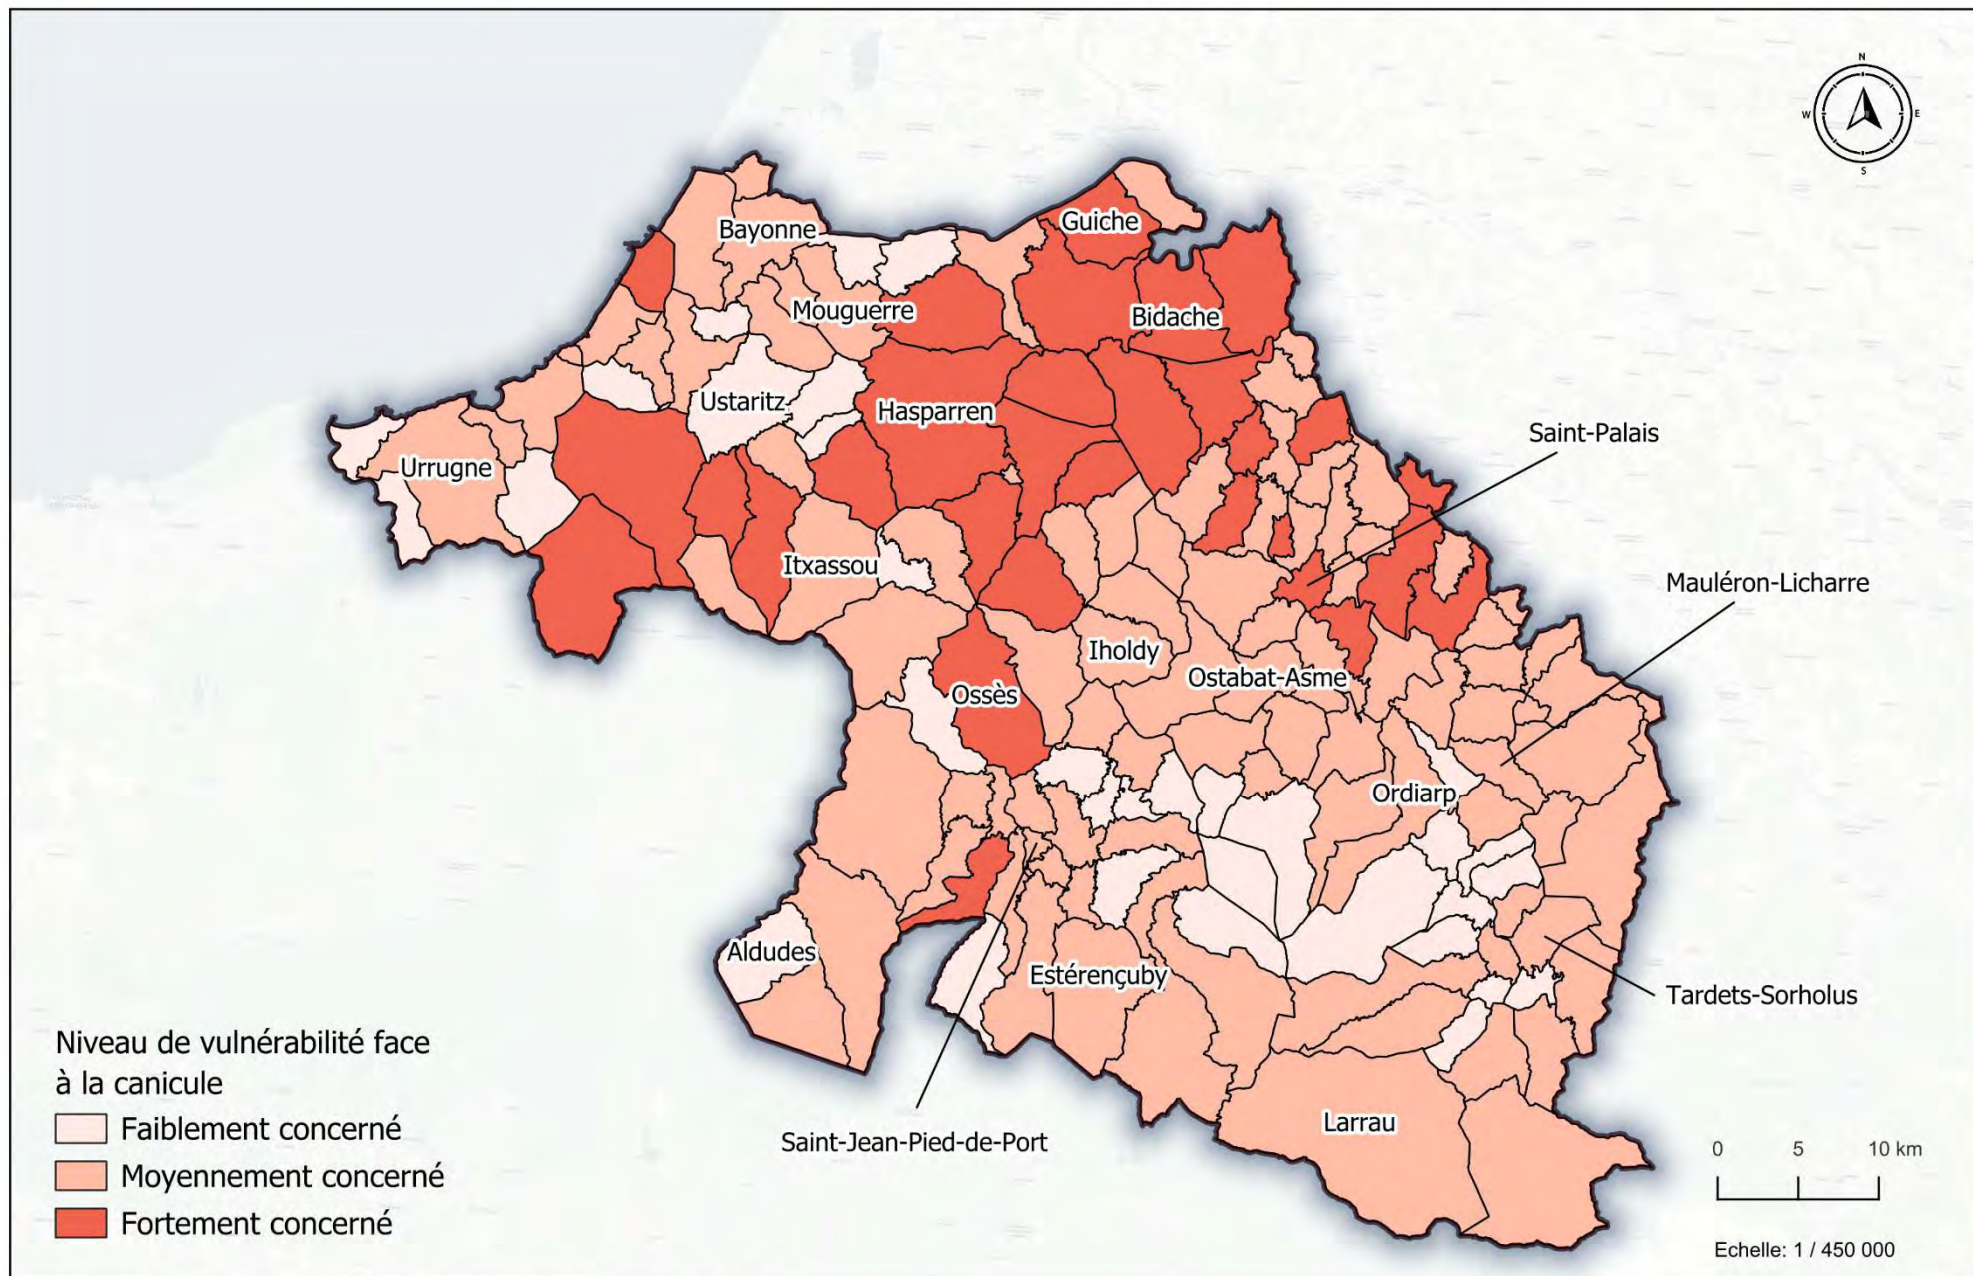 N
W
E
S
Guiche
Bayonne
Mouguerre
Bidache
Ustaritz
Hasparren
Saint-Palais
Urrugne
Itxassou
Mauléron-Licharre
Iholdy
Ostabat-Asme
Ossès
Ordiarp
Aldudes
Estérençuby
Tardets-Sorholus
Saint-Jean-Pied-de-Port
Larrau
Niveau de vulnérabilité face
à la canicule
Faiblement concerné
Moyennement concerné
Fortement concerné
0 5 10 km
Echelle: 1 / 450 000